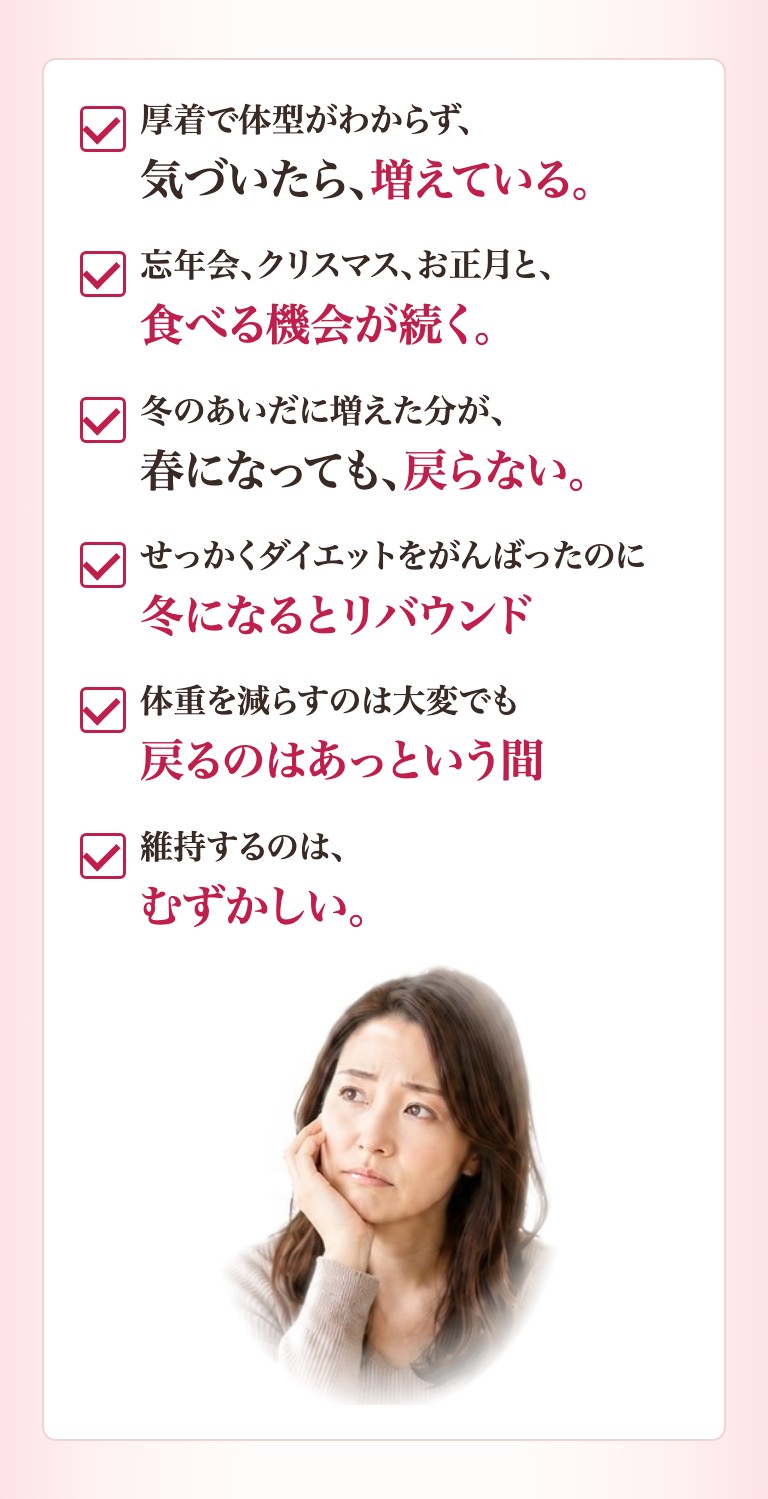 厚着で体型がわからず、
気づいたら、増えている。
忘年会、クリスマス、お正月と、
食べる機会が続く。
冬のあいだに増えた分が、
春になっても、戻らない。
せっかくダイエットをがんばったのに
冬になるとリバウンド
体重を減らすのは大変でも
戻るのはあっという間
維持するのは、
むずかしい。